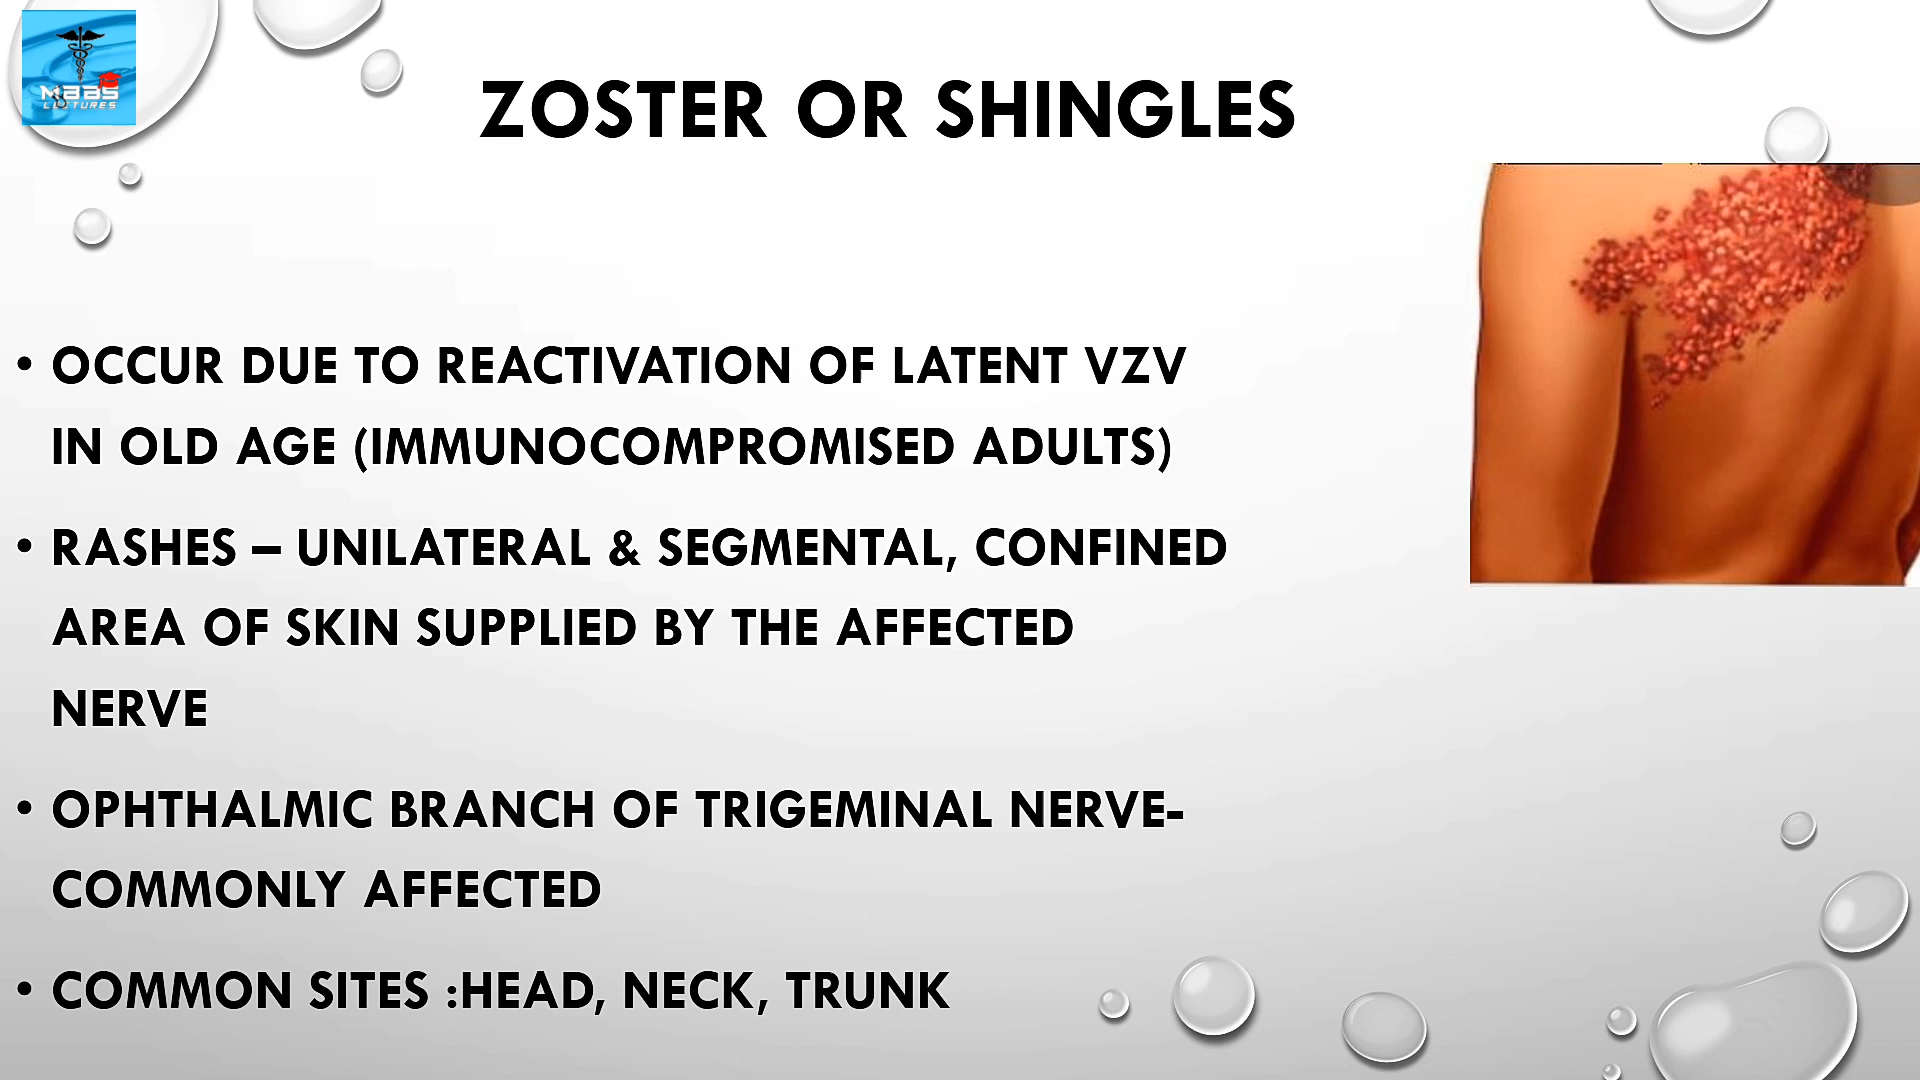 MBBS
LECTURES
ZOSTER OR SHINGLES
• OCCUR DUE TO REACTIVATION OF LATENT VZV
IN OLD AGE (IMMUNOCOMPROMISED ADULTS)
• RASHES – UNILATERAL & SEGMENTAL, CONFINED
AREA OF SKIN SUPPLIED BY THE AFFECTED
NERVE
• OPHTHALMIC BRANCH OF TRIGEMINAL NERVE-
COMMONLY AFFECTED
• COMMON SITES :HEAD, NECK, TRUNK